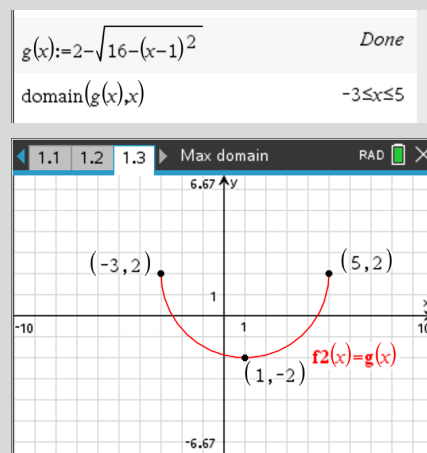 g(x):=2-√16-(x-1)² Done
domain(g(x),x) -3≤x≤5
1.1 1.2 1.3 Max domain RAD
6.67 y
(-3,2) (5,2)
1
x
-10 1 10
f2(x)=g(x)
(1,-2)
-6.67